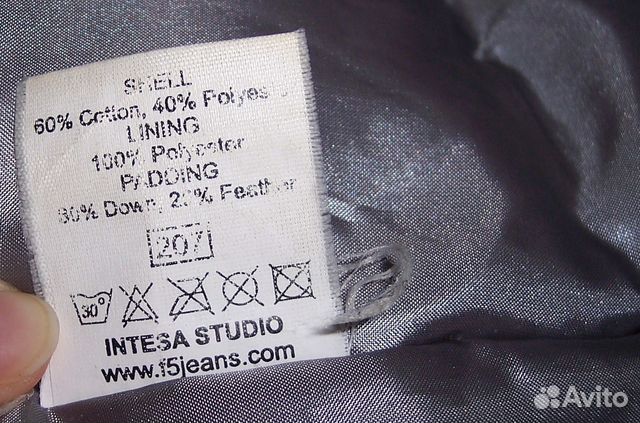 SHELL
60% Cotton, 40% Polyes
LINING
100% Polyester
PADDING
80% Down, 20% Feather
207
30°
INTESA STUDIO
www.f5jeans.com
Avito